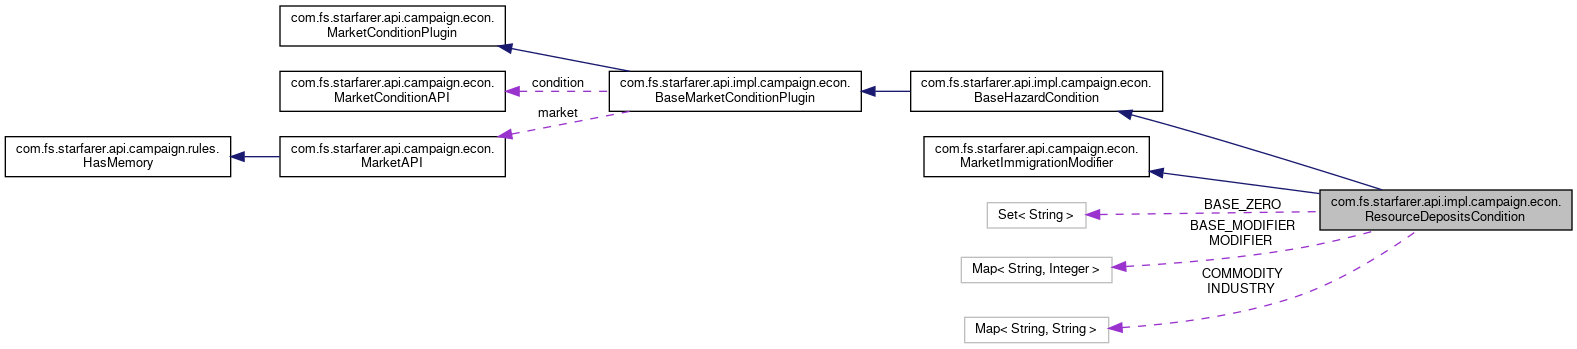 com.fs.starfarer.api.campaign.econ.
MarketConditionPlugin
com.fs.starfarer.api.campaign.econ.
MarketConditionAPI
condition
com.fs.starfarer.api.impl.campaign.econ.
BaseMarketConditionPlugin
com.fs.starfarer.api.impl.campaign.econ.
BaseHazardCondition
market
com.fs.starfarer.api.campaign.rules.
HasMemory
com.fs.starfarer.api.campaign.econ.
MarketAPI
com.fs.starfarer.api.campaign.econ.
MarketImmigrationModifier
com.fs.starfarer.api.impl.campaign.econ.
ResourceDepositsCondition
Set< String >
BASE_ZERO
BASE_MODIFIER
MODIFIER
Map< String, Integer >
COMMODITY
INDUSTRY
Map< String, String >